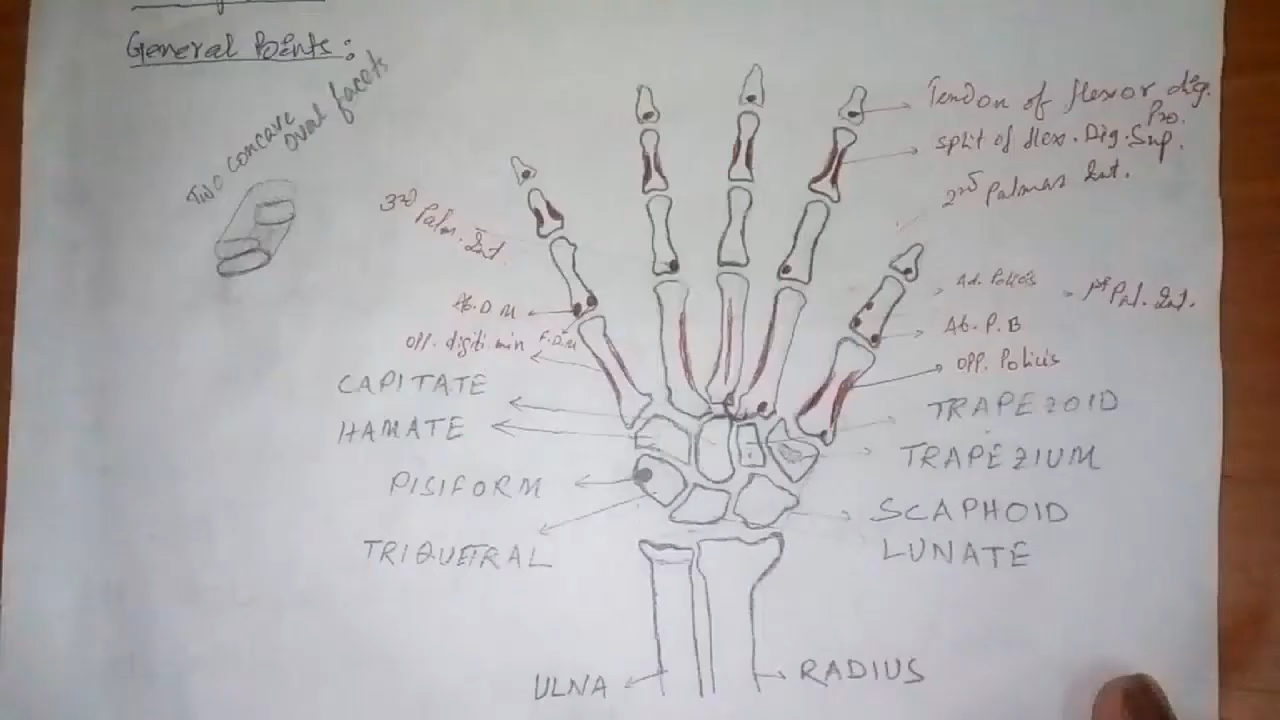 General Points:
Two concave
oval facets
Tendon of flexor dig.
Pro.
split of flex. Dig. Sup.
2nd Palmar Int.
3rd Palm. Int.
Ad. Policis
1st Pal. Int.
Ab. D M
Ab. P. B
opp. digiti min
F. D. M
opp. Policis
CAPITATE
TRAPEZOID
HAMATE
TRAPEZIUM
PISIFORM
SCAPHOID
TRIQUETRAL
LUNATE
ULNA
RADIUS